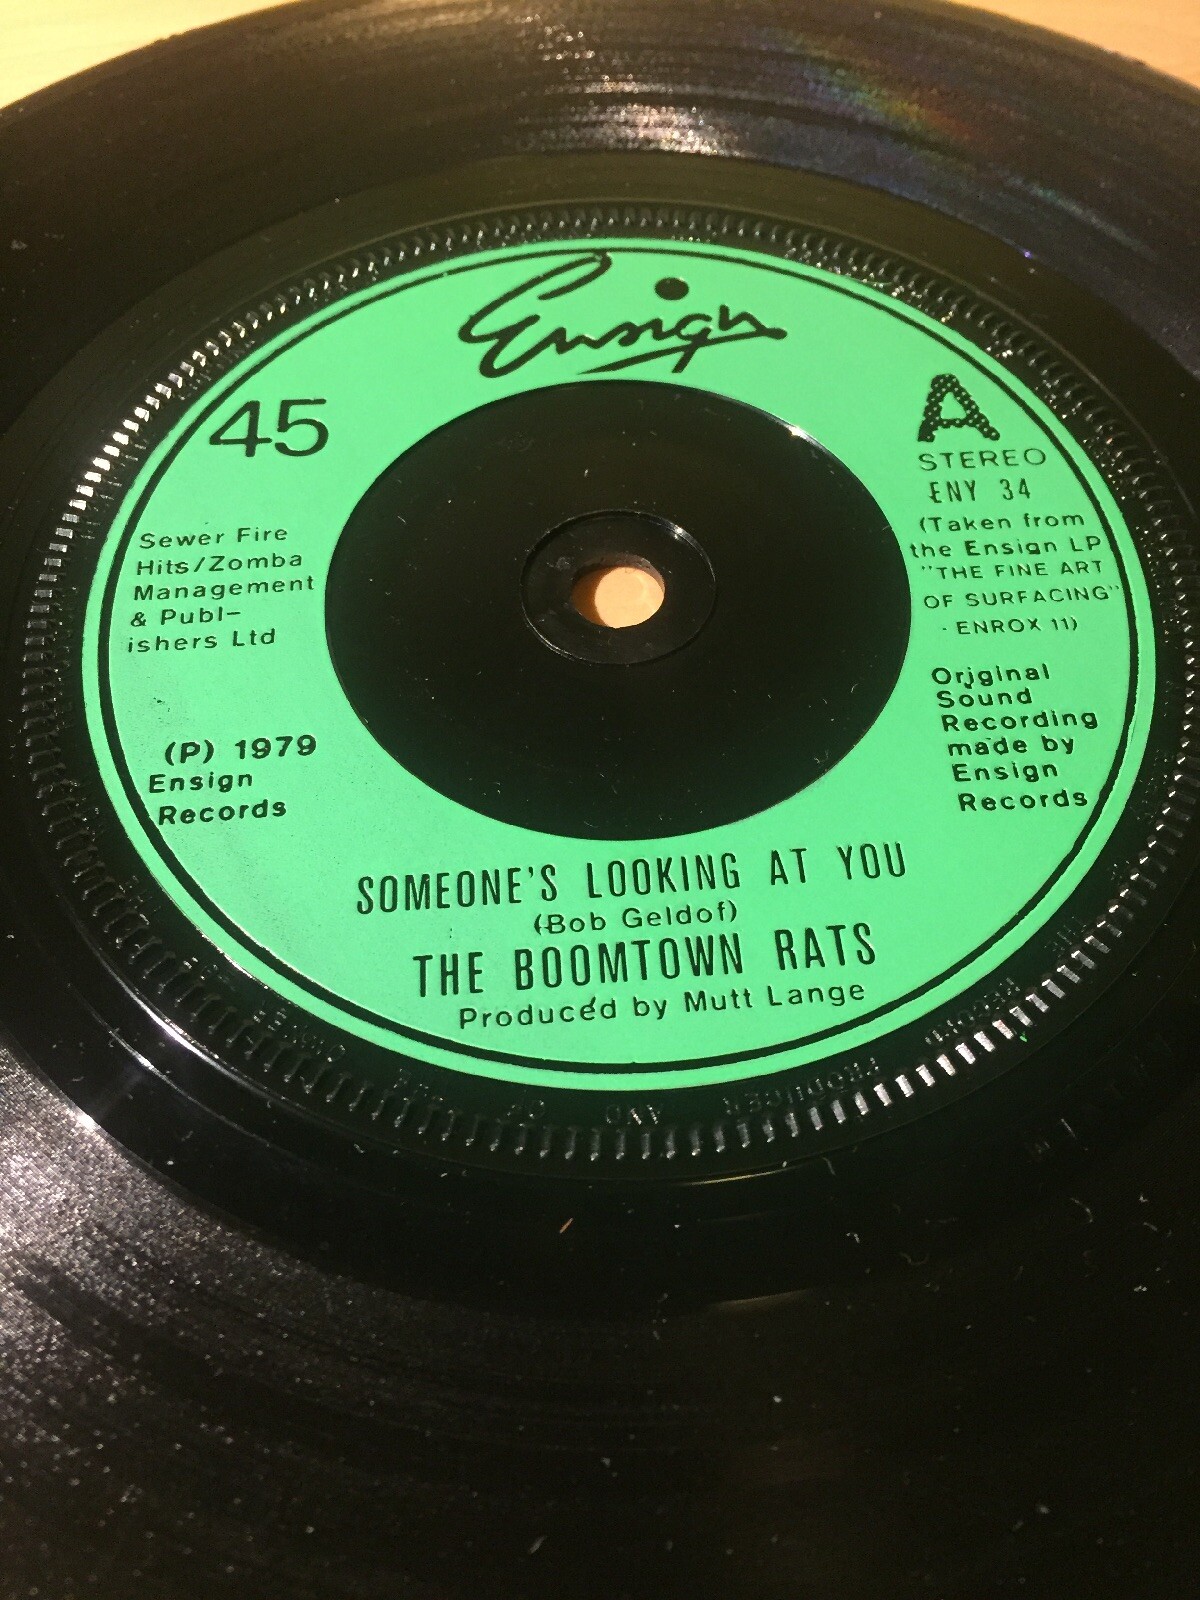 Ensign
45
A
STEREO
ENY 34
(Taken from
the Ensign LP
"THE FINE ART
OF SURFACING"
· ENROX 11)
Sewer Fire
Hits/Zomba
Management
& Publ-
ishers Ltd
Original
Sound
Recording
made by
Ensign
Records
(P) 1979
Ensign
Records
SOMEONE'S LOOKING AT YOU
(Bob Geldof)
THE BOOMTOWN RATS
Produced by Mutt Lange